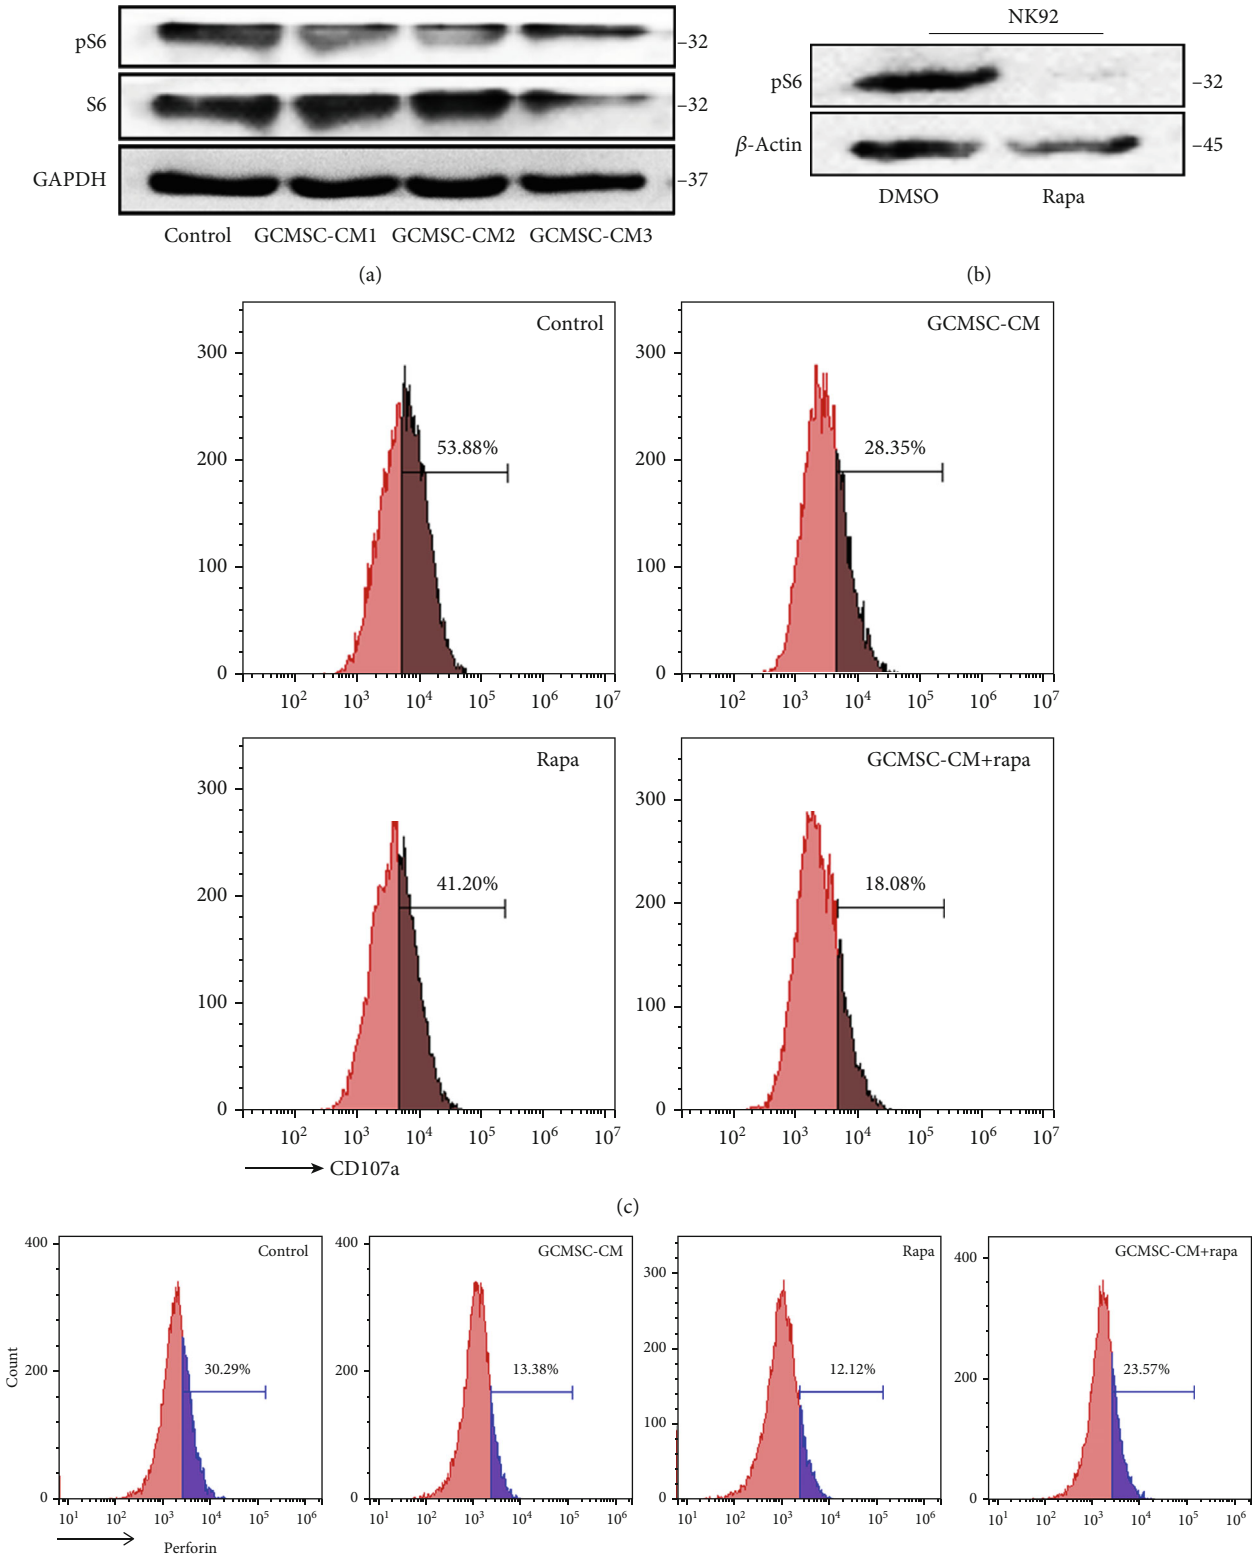 pS6
–32
S6
–32
GAPDH
–37
Control GCMSC-CM1 GCMSC-CM2 GCMSC-CM3
(a)
NK92
pS6
–32
β-Actin
–45
DMSO Rapa
(b)
Control
300
200
100
0
53.88%
10² 10³ 10⁴ 10⁵ 10⁶ 10⁷
GCMSC-CM
300
200
100
0
28.35%
10² 10³ 10⁴ 10⁵ 10⁶ 10⁷
Rapa
300
200
100
0
41.20%
10² 10³ 10⁴ 10⁵ 10⁶ 10⁷
CD107a
GCMSC-CM+rapa
300
200
100
0
18.08%
10² 10³ 10⁴ 10⁵ 10⁶ 10⁷
(c)
Count
Control
400
200
0
30.29%
10¹ 10² 10³ 10⁴ 10⁵ 10⁶
Perforin
GCMSC-CM
400
200
0
13.38%
10¹ 10² 10³ 10⁴ 10⁵ 10⁶
Rapa
300
200
100
0
12.12%
10¹ 10² 10³ 10⁴ 10⁵ 10⁶
GCMSC-CM+rapa
400
200
0
23.57%
10¹ 10² 10³ 10⁴ 10⁵ 10⁶